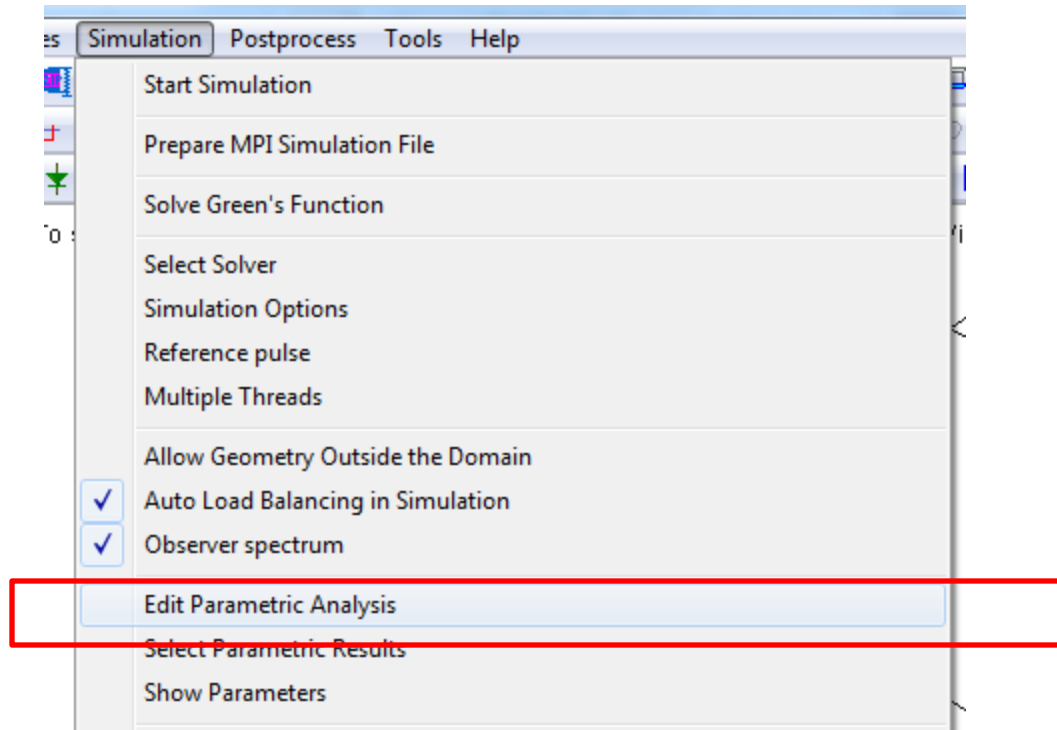 es Simulation Postprocess Tools Help
Start Simulation
Prepare MPI Simulation File
Solve Green's Function
Select Solver
Simulation Options
Reference pulse
Multiple Threads
Allow Geometry Outside the Domain
Auto Load Balancing in Simulation
Observer spectrum
Edit Parametric Analysis
Select Parametric Results
Show Parameters